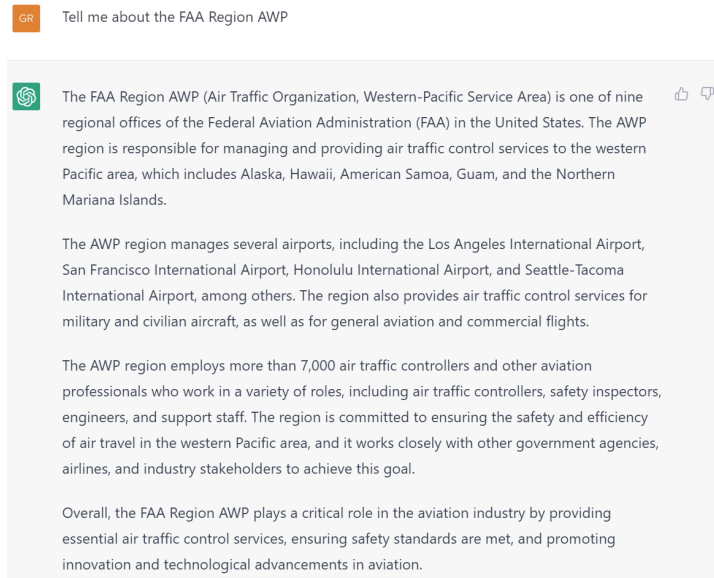 GR
Tell me about the FAA Region AWP
The FAA Region AWP (Air Traffic Organization, Western-Pacific Service Area) is one of nine
regional offices of the Federal Aviation Administration (FAA) in the United States. The AWP
region is responsible for managing and providing air traffic control services to the western
Pacific area, which includes Alaska, Hawaii, American Samoa, Guam, and the Northern
Mariana Islands.
The AWP region manages several airports, including the Los Angeles International Airport,
San Francisco International Airport, Honolulu International Airport, and Seattle-Tacoma
International Airport, among others. The region also provides air traffic control services for
military and civilian aircraft, as well as for general aviation and commercial flights.
The AWP region employs more than 7,000 air traffic controllers and other aviation
professionals who work in a variety of roles, including air traffic controllers, safety inspectors,
engineers, and support staff. The region is committed to ensuring the safety and efficiency
of air travel in the western Pacific area, and it works closely with other government agencies,
airlines, and industry stakeholders to achieve this goal.
Overall, the FAA Region AWP plays a critical role in the aviation industry by providing
essential air traffic control services, ensuring safety standards are met, and promoting
innovation and technological advancements in aviation.